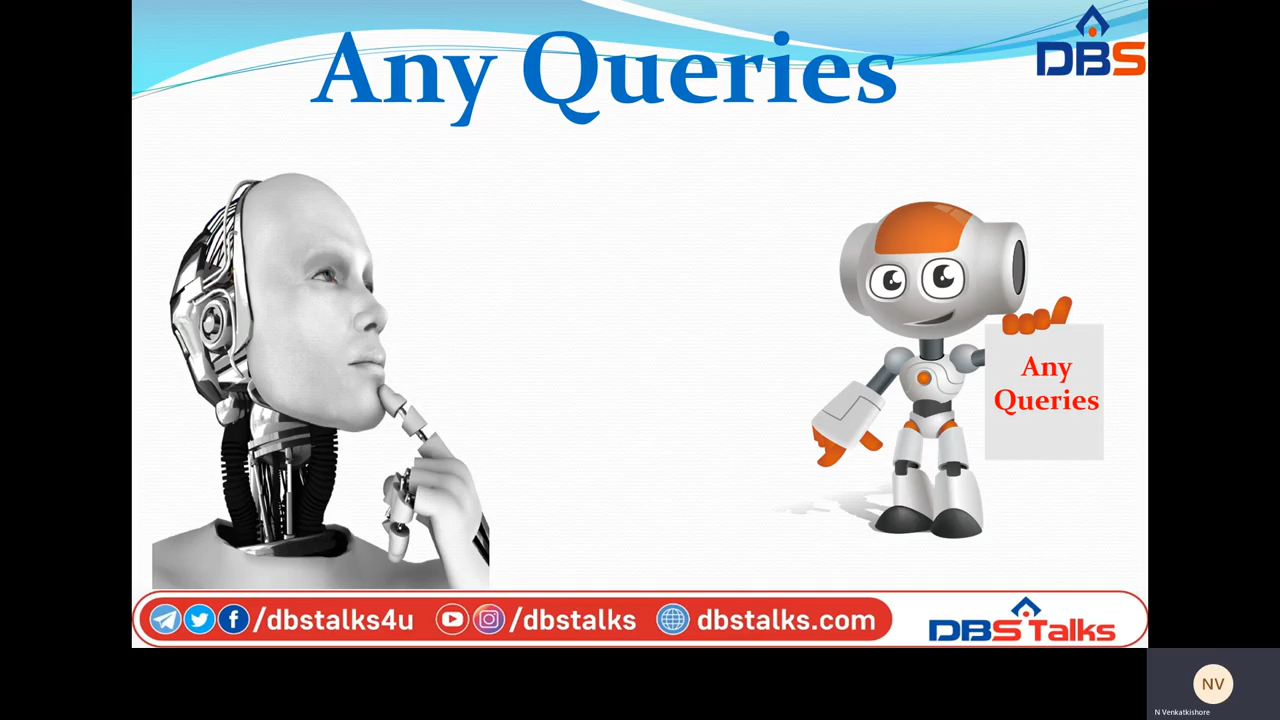 Any Queries
DBS
Any
Queries
/dbstalks4u /dbstalks dbstalks.com
DBS Talks
NV
N Venkatkishore